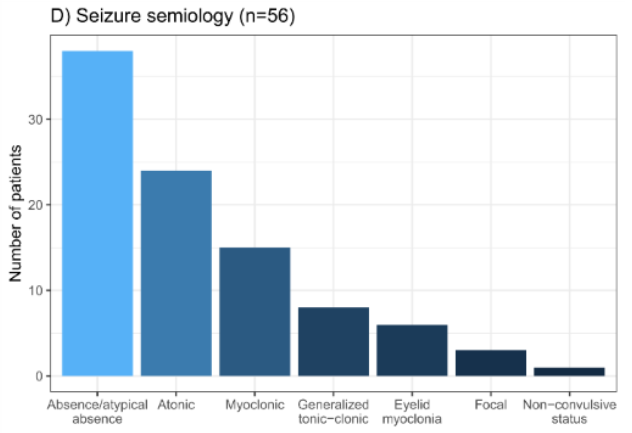 D) Seizure semiology (n=56)
Number of patients
30
20
10
0
Absence/atypical
absence
Atonic
Myoclonic
Generalized
tonic−clonic
Eyelid
myoclonia
Focal
Non−convulsive
status